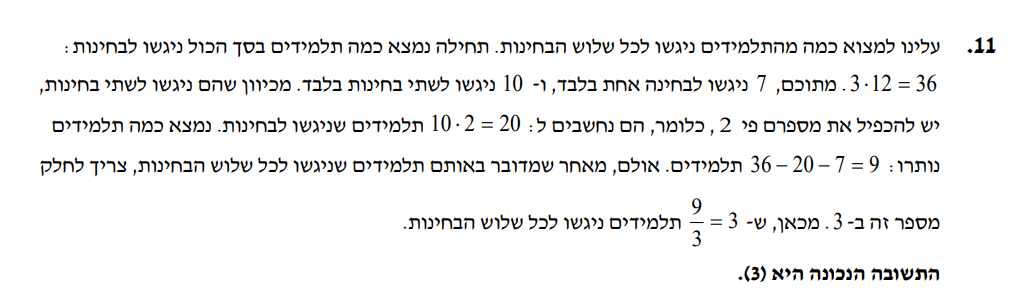 11. עלינו למצוא כמה מהתלמידים ניגשו לכל שלוש הבחינות. תחילה נמצא כמה תלמידים בסך הכול ניגשו לבחינות:
3·12 = 36. מתוכם, 7 ניגשו לבחינה אחת בלבד, ו- 10 ניגשו לשתי בחינות בלבד. מכיוון שהם ניגשו לשתי בחינות,
יש להכפיל את מספרם פי 2, כלומר, הם נחשבים ל: 10·2 = 20 תלמידים שניגשו לבחינות. נמצא כמה תלמידים
נותרו: 36 – 20 – 7 = 9 תלמידים. אולם, מאחר שמדובר באותם תלמידים שניגשו לכל שלוש הבחינות, צריך לחלק
מספר זה ב-3. מכאן, ש- 9/3 = 3 תלמידים ניגשו לכל שלוש הבחינות.
התשובה הנכונה היא (3).